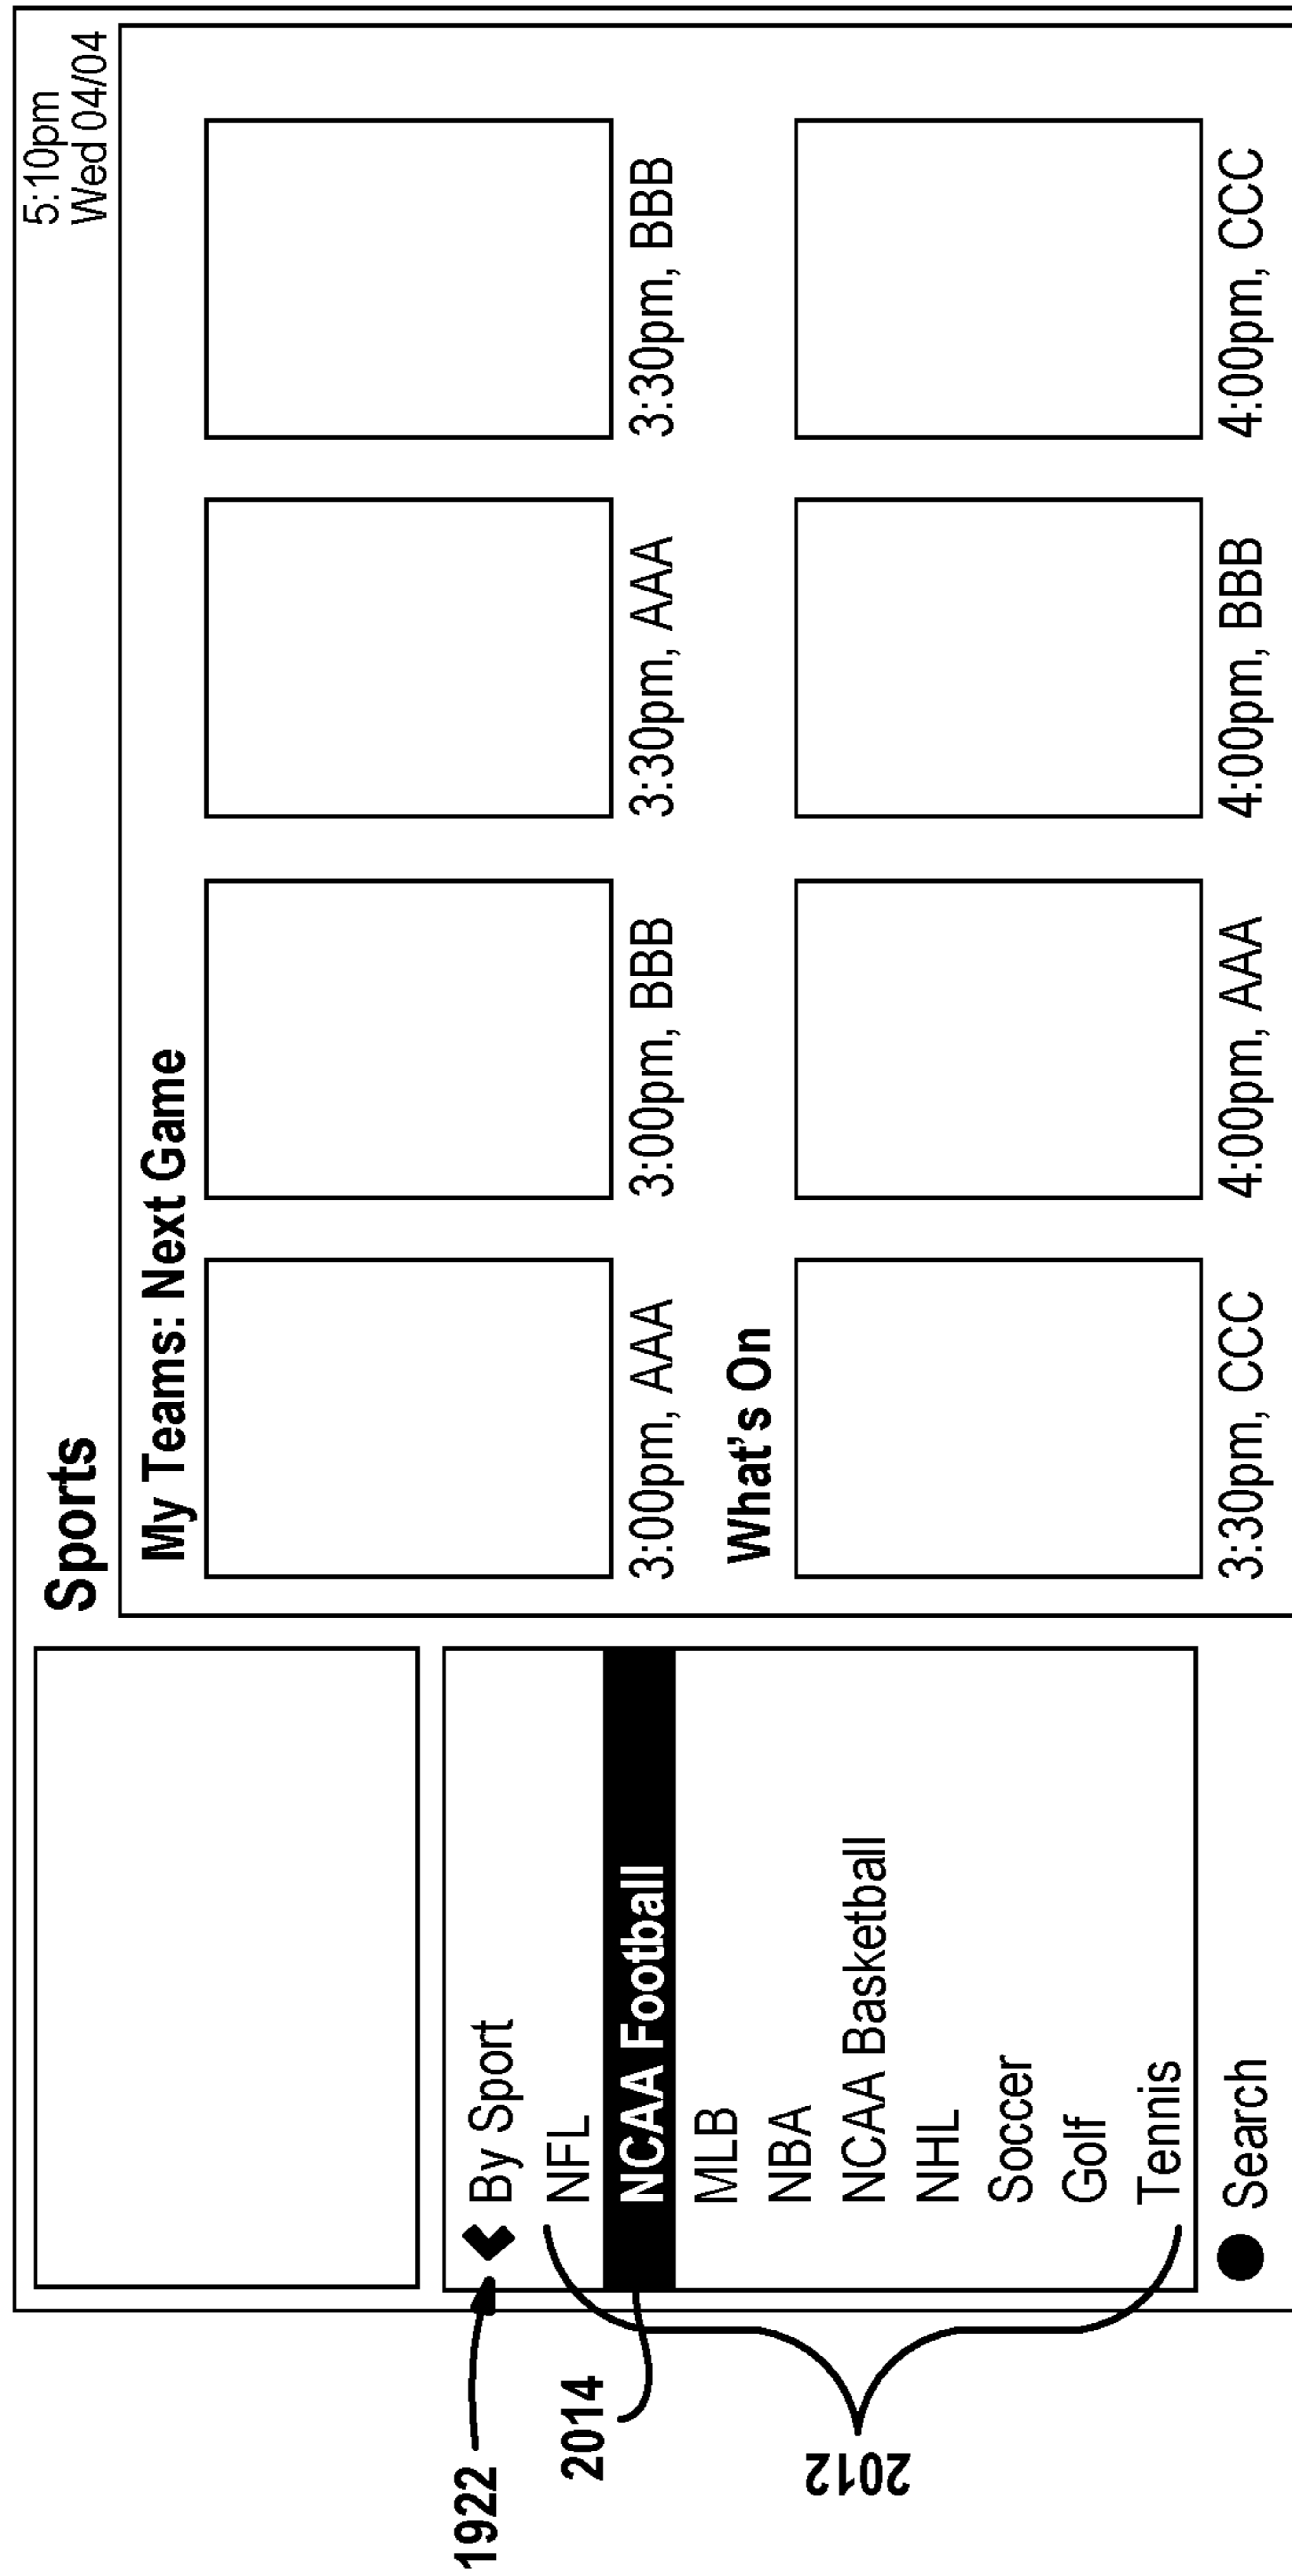 Sports
5:10pm
Wed 04/04
1922
By Sport
2014
NFL
NCAA Football
MLB
NBA
NCAA Basketball
NHL
Soccer
Golf
Tennis
2012
Search
My Teams: Next Game
3:00pm, AAA
3:00pm, BBB
3:30pm, AAA
3:30pm, BBB
What's On
3:30pm, CCC
4:00pm, AAA
4:00pm, BBB
4:00pm, CCC